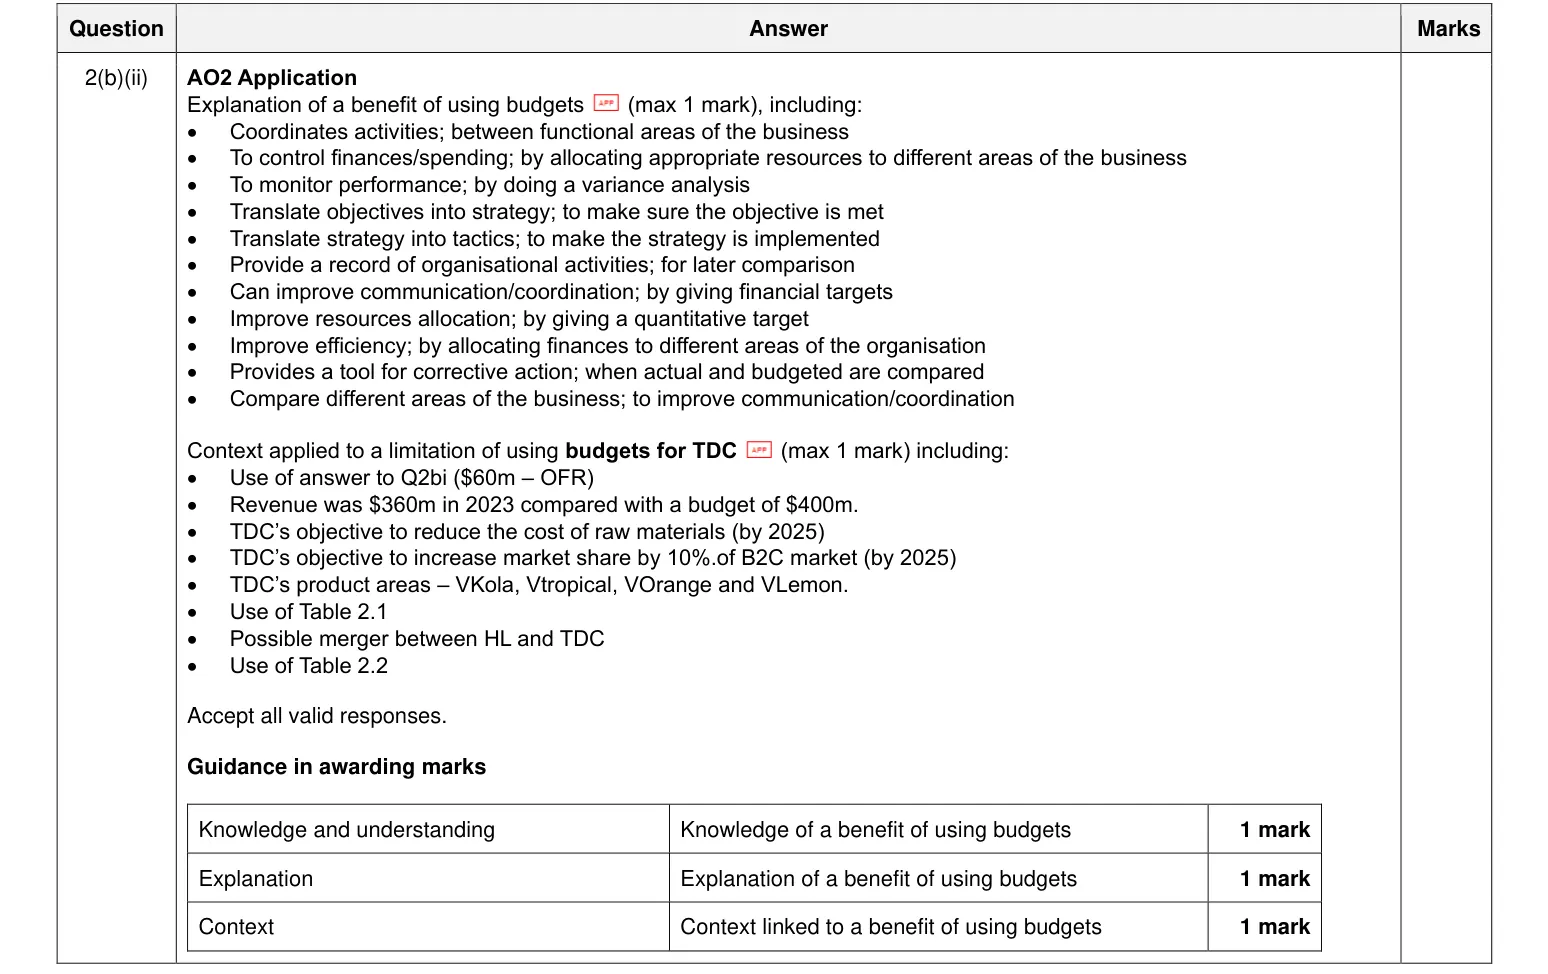 Question Answer Marks
2(b)(ii) AO2 Application
Explanation of a benefit of using budgets APP (max 1 mark), including:
• Coordinates activities; between functional areas of the business
• To control finances/spending; by allocating appropriate resources to different areas of the business
• To monitor performance; by doing a variance analysis
• Translate objectives into strategy; to make sure the objective is met
• Translate strategy into tactics; to make the strategy is implemented
• Provide a record of organisational activities; for later comparison
• Can improve communication/coordination; by giving financial targets
• Improve resources allocation; by giving a quantitative target
• Improve efficiency; by allocating finances to different areas of the organisation
• Provides a tool for corrective action; when actual and budgeted are compared
• Compare different areas of the business; to improve communication/coordination
Context applied to a limitation of using budgets for TDC APP (max 1 mark) including:
• Use of answer to Q2bi ($60m – OFR)
• Revenue was $360m in 2023 compared with a budget of $400m.
• TDC’s objective to reduce the cost of raw materials (by 2025)
• TDC’s objective to increase market share by 10%.of B2C market (by 2025)
• TDC’s product areas – VKola, Vtropical, VOrange and VLemon.
• Use of Table 2.1
• Possible merger between HL and TDC
• Use of Table 2.2
Accept all valid responses.
Guidance in awarding marks
Knowledge and understanding Knowledge of a benefit of using budgets 1 mark
Explanation Explanation of a benefit of using budgets 1 mark
Context Context linked to a benefit of using budgets 1 mark